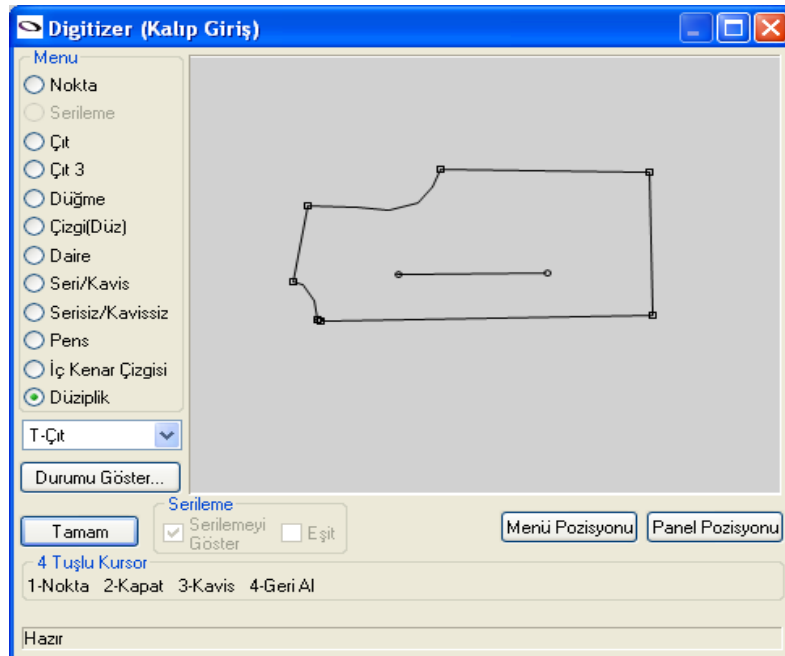 Digitizer (Kalıp Giriş)
Menu
Nokta
Serileme
Çıt
Çıt 3
Düğme
Çizgi(Düz)
Daire
Seri/Kavis
Serisiz/Kavissiz
Pens
İç Kenar Çizgisi
Düziplik
T-Çıt
Durumu Göster...
Tamam
Serileme
Serilemeyi
Göster
Eşit
Menü Pozisyonu
Panel Pozisyonu
4 Tuşlu Kursor
1-Nokta 2-Kapat 3-Kavis 4-Geri Al
Hazır